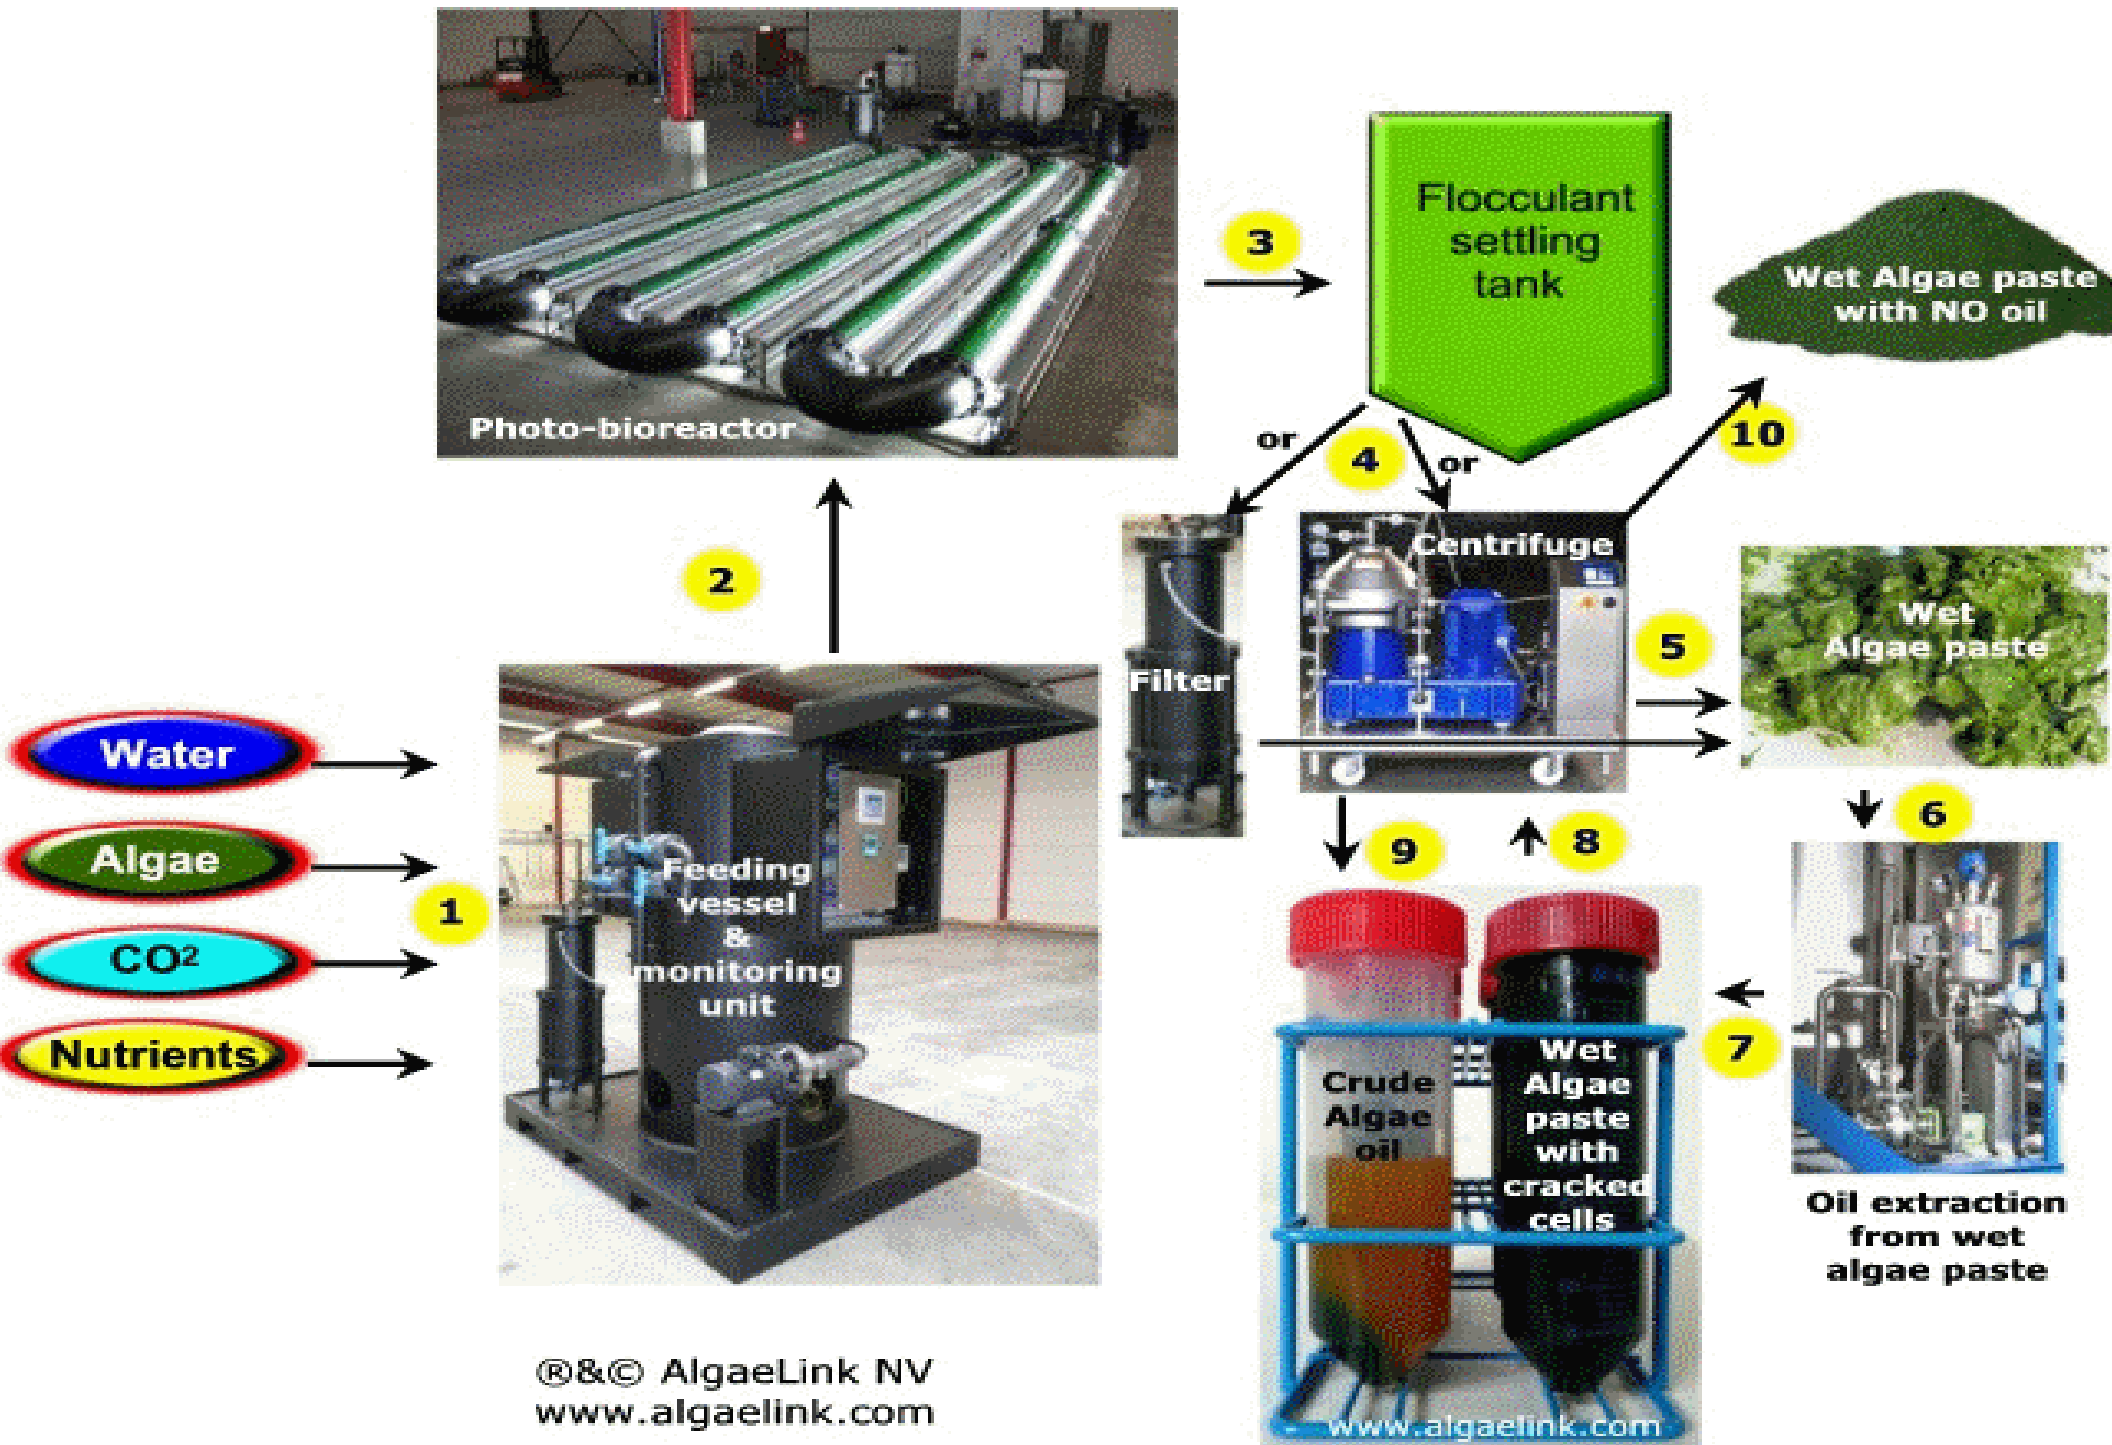 Photo-bioreactor
3
Flocculant
settling
tank
Wet Algae paste
with NO oil
10
or
4
or
2
Centrifuge
Filter
5
Wet
Algae paste
Water
Algae
CO²
Nutrients
1
Feeding
vessel
&
monitoring
unit
6
9
8
7
Crude
Algae
oil
Wet
Algae
paste
with
cracked
cells
Oil extraction
from wet
algae paste
®&© AlgaeLink NV
www.algaelink.com
www.algaelink.com